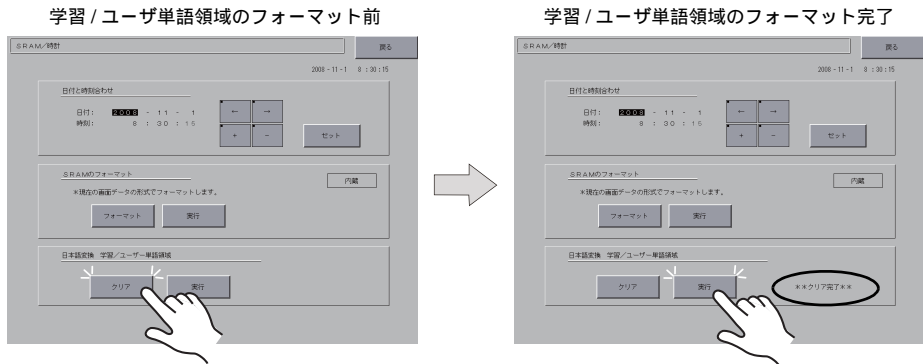 学習 / ユーザ単語領域のフォーマット前
SRAM/時計
戻る
2008 - 11 - 1 8 : 30 : 15
日付と時刻合わせ
日付: 2008 - 11 - 1
← →
時刻: 8 : 30 : 15
+ -
セット
SRAMのフォーマット
内蔵
*現在の画面データの形式でフォーマットします。
フォーマット 実行
日本語変換 学習/ユーザー単語領域
クリア 実行
学習 / ユーザ単語領域のフォーマット完了
SRAM/時計
戻る
2008 - 11 - 1 8 : 30 : 15
日付と時刻合わせ
日付: 2008 - 11 - 1
← →
時刻: 8 : 30 : 15
+ -
セット
SRAMのフォーマット
内蔵
*現在の画面データの形式でフォーマットします。
フォーマット 実行
日本語変換 学習/ユーザー単語領域
クリア 実行
**クリア完了**